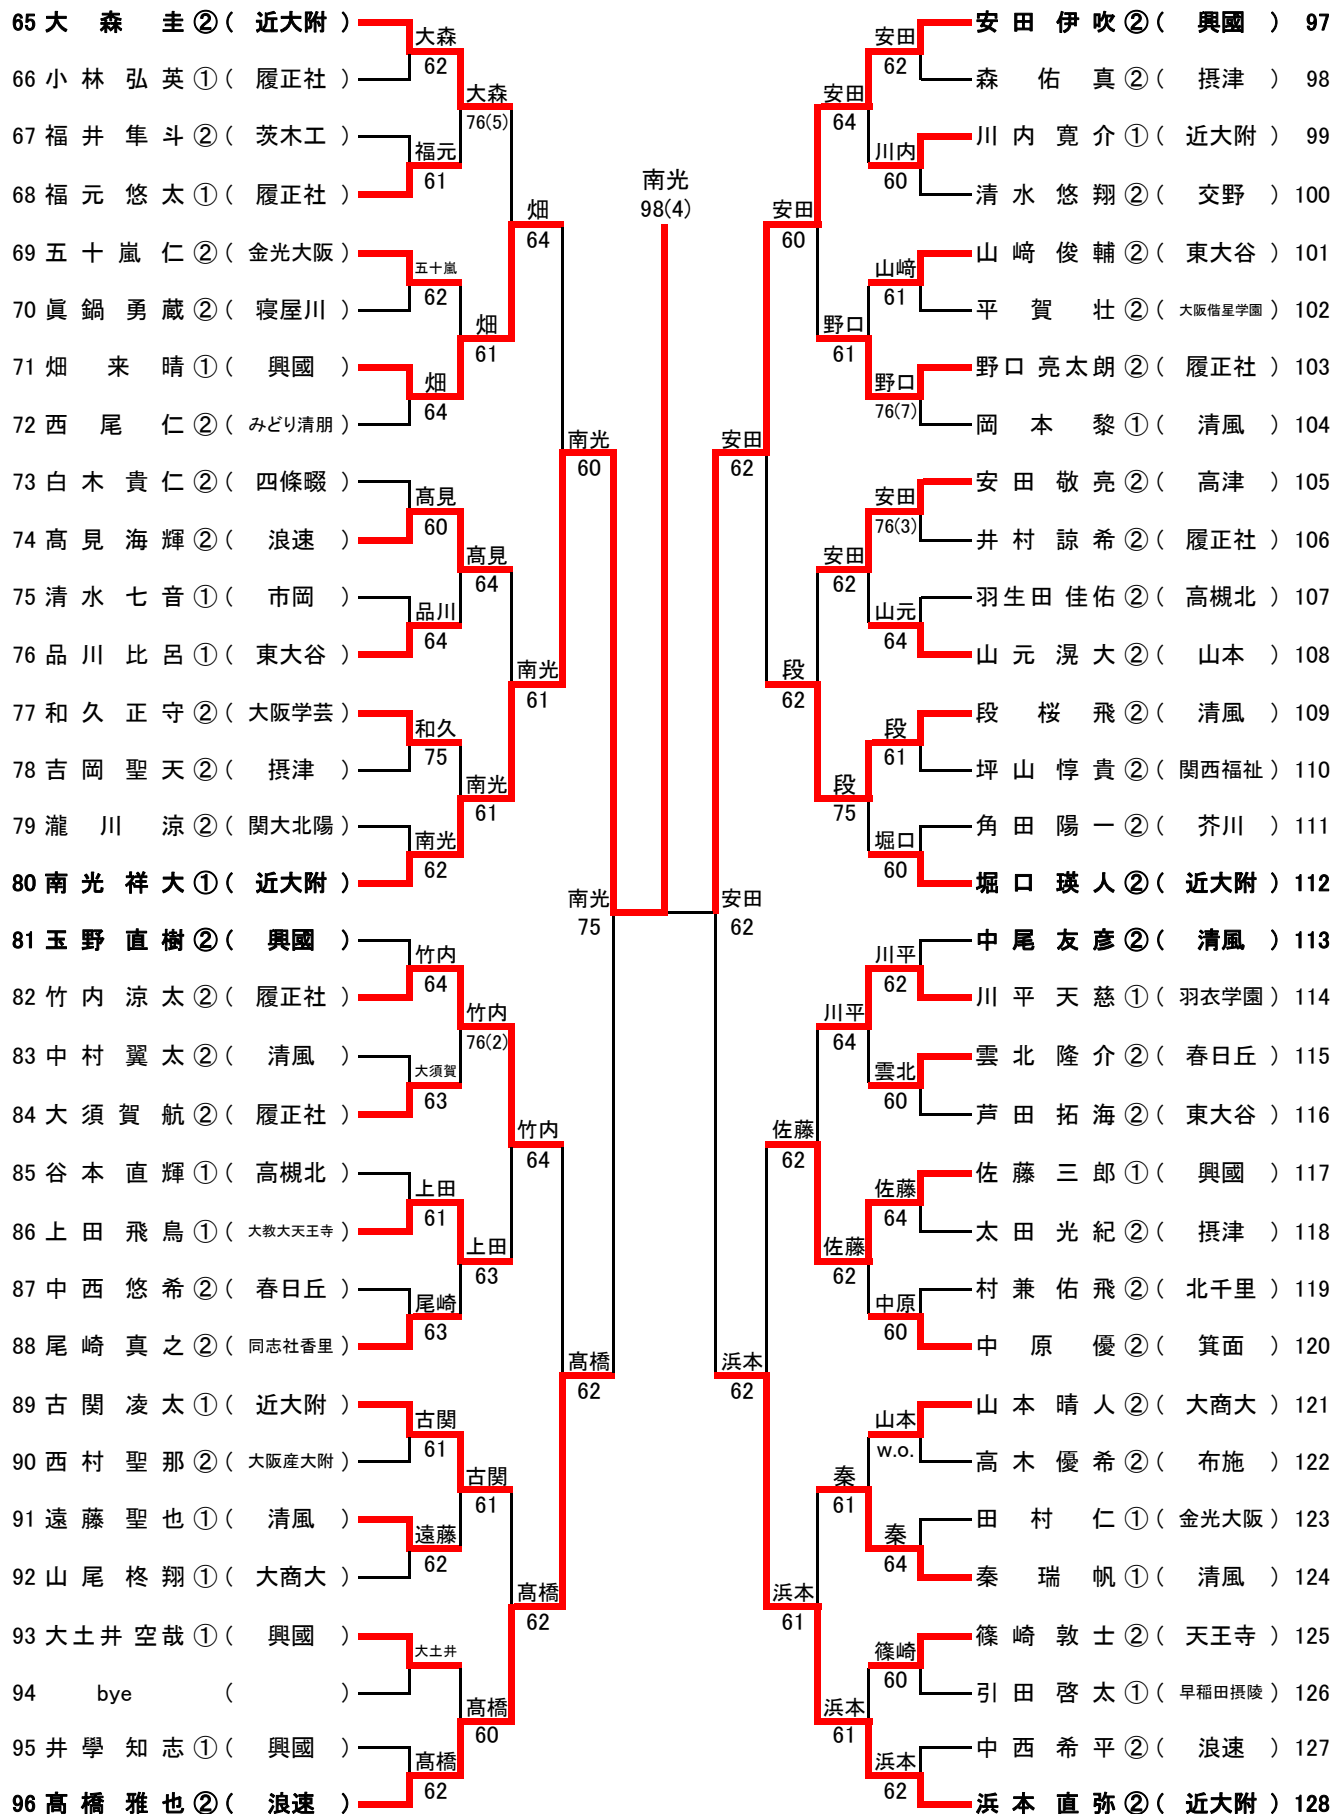 65 大森 圭 ② ( 近大附 )
大森
62
66 小林 弘英 ① ( 履正社 )
大森
76(5)
67 福井 隼斗 ② ( 茨木工 )
福元
61
68 福元 悠太 ① ( 履正社 )
畑
64
69 五十嵐 仁 ② ( 金光大阪 )
五十嵐
62
70 眞鍋 勇蔵 ② ( 寝屋川 )
畑
61
71 畑 来晴 ① ( 興國 )
畑
64
72 西尾 仁 ② ( みどり清朋 )
南光
60
73 白木 貴仁 ② ( 四條畷 )
髙見
60
74 髙見 海輝 ② ( 浪速 )
髙見
64
75 清水 七音 ① ( 市岡 )
品川
64
76 品川 比呂 ① ( 東大谷 )
南光
61
77 和久 正守 ② ( 大阪学芸 )
和久
75
78 吉岡 聖天 ② ( 摂津 )
南光
61
79 瀧川 涼 ② ( 関大北陽 )
南光
62
80 南光 祥大 ① ( 近大附 )
南光
75
81 玉野 直樹 ② ( 興國 )
竹内
64
82 竹内 涼太 ② ( 履正社 )
竹内
76(2)
83 中村 翼太 ② ( 清風 )
大須賀
63
84 大須賀 航 ② ( 履正社 )
竹内
64
85 谷本 直輝 ① ( 高槻北 )
上田
61
86 上田 飛鳥 ① ( 大教大天王寺 )
上田
63
87 中西 悠希 ② ( 春日丘 )
尾崎
63
88 尾崎 真之 ② ( 同志社香里 )
髙橋
62
89 古関 凌太 ① ( 近大附 )
古関
61
90 西村 聖那 ② ( 大阪産大附 )
古関
61
91 遠藤 聖也 ① ( 清風 )
遠藤
62
92 山尾 柊翔 ① ( 大商大 )
髙橋
62
93 大土井 空哉 ① ( 興國 )
大土井
94 bye ( )
髙橋
60
95 井學 知志 ① ( 興國 )
髙橋
62
96 髙橋 雅也 ② ( 浪速 )
南光
98(4)
安田 伊吹 ② ( 興國 ) 97
安田
62
森 佑真 ② ( 摂津 ) 98
安田
64
川内 寛介 ① ( 近大附 ) 99
川内
60
清水 悠翔 ② ( 交野 ) 100
安田
60
山﨑 俊輔 ② ( 東大谷 ) 101
山﨑
61
平賀 壮 ② ( 大阪偕星学園 ) 102
野口
61
野口 亮太朗 ② ( 履正社 ) 103
野口
76(7)
岡本 黎 ① ( 清風 ) 104
安田
62
安田 敬亮 ② ( 高津 ) 105
安田
76(3)
井村 諒希 ② ( 履正社 ) 106
安田
62
羽生田 佳佑 ② ( 高槻北 ) 107
山元
64
山元 滉大 ② ( 山本 ) 108
段
62
段 桜飛 ② ( 清風 ) 109
段
61
坪山 惇貴 ② ( 関西福祉 ) 110
段
75
角田 陽一 ② ( 芥川 ) 111
堀口
60
堀口 瑛人 ② ( 近大附 ) 112
安田
62
中尾 友彦 ② ( 清風 ) 113
川平
62
川平 天慈 ① ( 羽衣学園 ) 114
川平
64
雲北 隆介 ② ( 春日丘 ) 115
雲北
60
芦田 拓海 ② ( 東大谷 ) 116
佐藤
62
佐藤 三郎 ① ( 興國 ) 117
佐藤
64
太田 光紀 ② ( 摂津 ) 118
佐藤
62
村兼 佑飛 ② ( 北千里 ) 119
中原
60
中原 優 ② ( 箕面 ) 120
浜本
62
山本 晴人 ② ( 大商大 ) 121
山本
w.o.
高木 優希 ② ( 布施 ) 122
秦
61
田村 仁 ① ( 金光大阪 ) 123
秦
64
秦 瑞帆 ① ( 清風 ) 124
浜本
61
篠崎 敦士 ② ( 天王寺 ) 125
篠崎
60
引田 啓太 ① ( 早稲田摂陵 ) 126
浜本
61
中西 希平 ② ( 浪速 ) 127
浜本
62
浜本 直弥 ② ( 近大附 ) 128